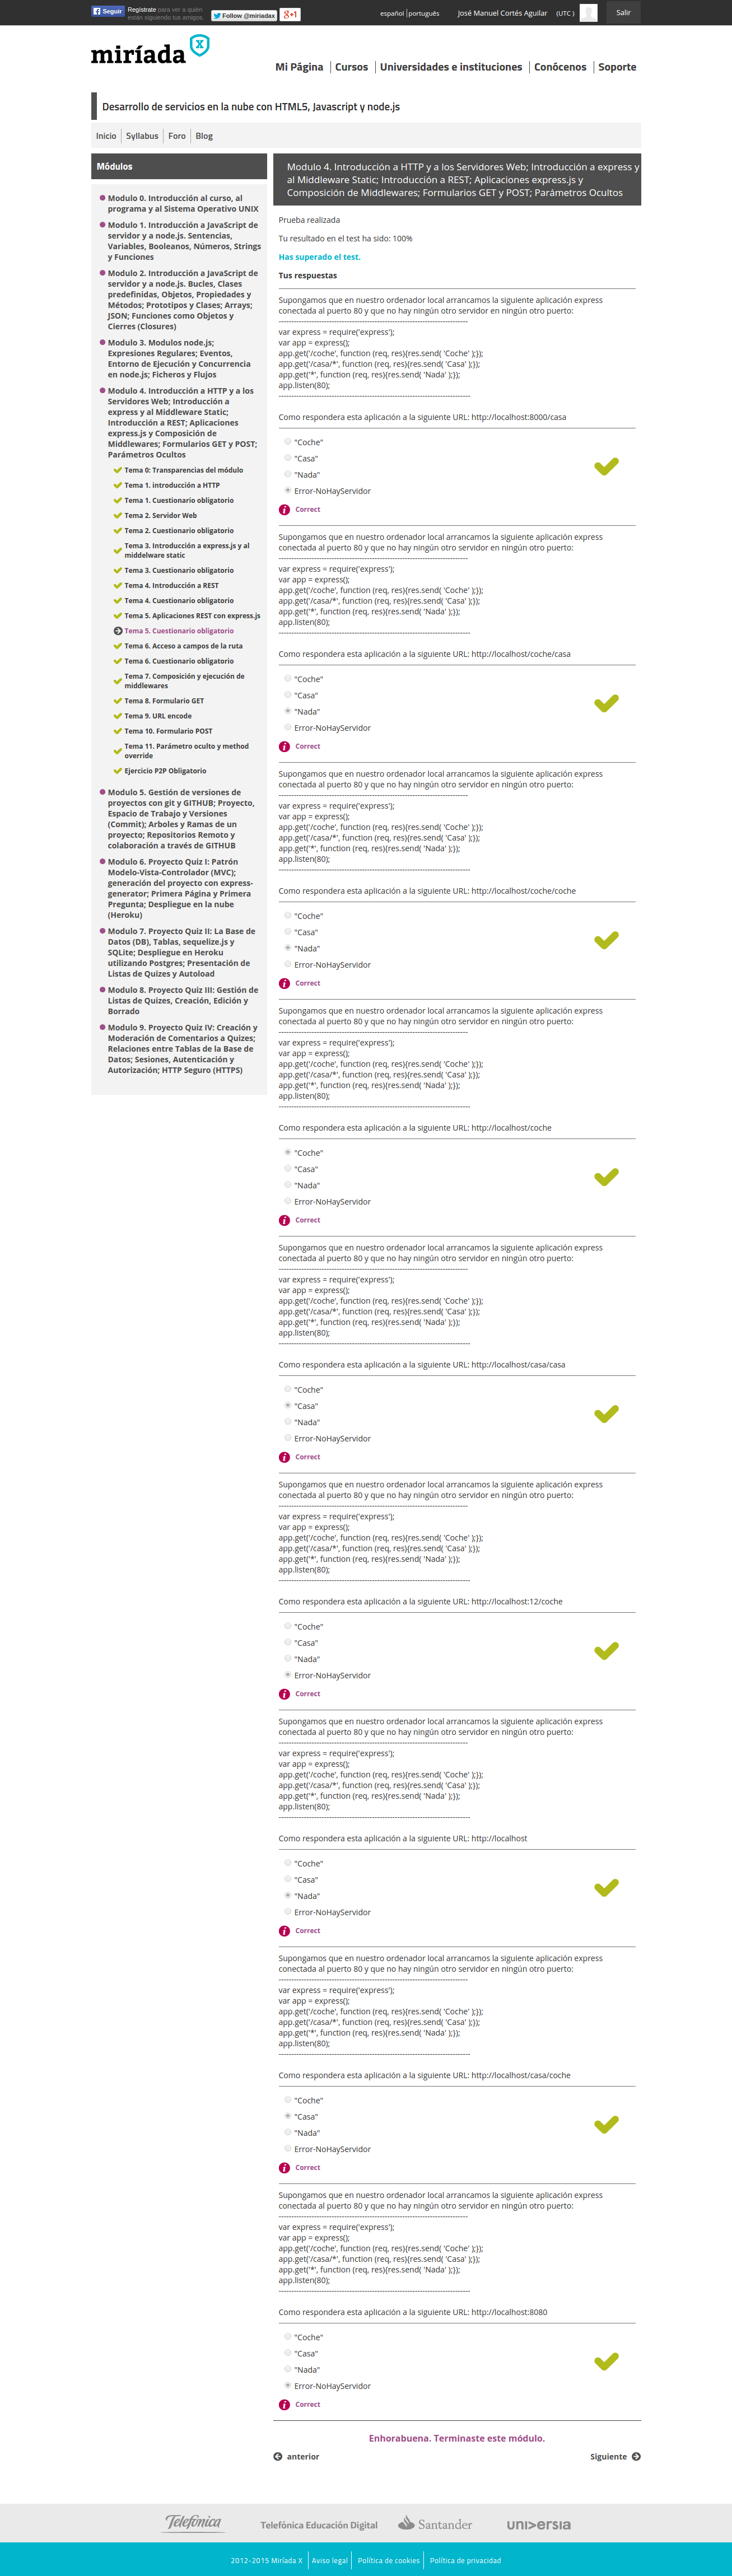 Seguir
Regístrate para ver a quién
están siguiendo tus amigos.
Follow @miriadax
g+1
español
português
José Manuel Cortés Aguilar
(UTC )
Salir
miríada X
Mi Página
Cursos
Universidades e instituciones
Conócenos
Soporte
Desarrollo de servicios en la nube con HTML5, Javascript y node.js
Inicio
Syllabus
Foro
Blog
Módulos
Modulo 0. Introducción al curso, al
programa y al Sistema Operativo UNIX
Modulo 1. Introducción a JavaScript de
servidor y a node.js. Sentencias,
Variables, Booleanos, Números, Strings
y Funciones
Modulo 2. Introducción a JavaScript de
servidor y a node.js. Bucles, Clases
predefinidas, Objetos, Propiedades y
Métodos; Prototipos y Clases; Arrays;
JSON; Funciones como Objetos y
Cierres (Closures)
Modulo 3. Modulos node.js;
Expresiones Regulares; Eventos,
Entorno de Ejecución y Concurrencia
en node.js; Ficheros y Flujos
Modulo 4. Introducción a HTTP y a los
Servidores Web; Introducción a
express y al Middleware Static;
Introducción a REST; Aplicaciones
express.js y Composición de
Middlewares; Formularios GET y POST;
Parámetros Ocultos
Tema 0: Transparencias del módulo
Tema 1. introducción a HTTP
Tema 1. Cuestionario obligatorio
Tema 2. Servidor Web
Tema 2. Cuestionario obligatorio
Tema 3. Introducción a express.js y al
middelware static
Tema 3. Cuestionario obligatorio
Tema 4. Introducción a REST
Tema 4. Cuestionario obligatorio
Tema 5. Aplicaciones REST con express.js
Tema 5. Cuestionario obligatorio
Tema 6. Acceso a campos de la ruta
Tema 6. Cuestionario obligatorio
Tema 7. Composición y ejecución de
middlewares
Tema 8. Formulario GET
Tema 9. URL encode
Tema 10. Formulario POST
Tema 11. Parámetro oculto y method
override
Ejercicio P2P Obligatorio
Modulo 5. Gestión de versiones de
proyectos con git y GITHUB; Proyecto,
Espacio de Trabajo y Versiones
(Commit); Arboles y Ramas de un
proyecto; Repositorios Remoto y
colaboración a través de GITHUB
Modulo 6. Proyecto Quiz I: Patrón
Modelo-Vista-Controlador (MVC);
generación del proyecto con express-
generator; Primera Página y Primera
Pregunta; Despliegue en la nube
(Heroku)
Modulo 7. Proyecto Quiz II: La Base de
Datos (DB), Tablas, sequelize.js y
SQLite; Despliegue en Heroku
utilizando Postgres; Presentación de
Listas de Quizes y Autoload
Modulo 8. Proyecto Quiz III: Gestión de
Listas de Quizes, Creación, Edición y
Borrado
Modulo 9. Proyecto Quiz IV: Creación y
Moderación de Comentarios a Quizes;
Relaciones entre Tablas de la Base de
Datos; Sesiones, Autenticación y
Autorización; HTTP Seguro (HTTPS)
Modulo 4. Introducción a HTTP y a los Servidores Web; Introducción a express y
al Middleware Static; Introducción a REST; Aplicaciones express.js y
Composición de Middlewares; Formularios GET y POST; Parámetros Ocultos
Prueba realizada
Tu resultado en el test ha sido: 100%
Has superado el test.
Tus respuestas
Supongamos que en nuestro ordenador local arrancamos la siguiente aplicación express
conectada al puerto 80 y que no hay ningún otro servidor en ningún otro puerto:
---------------------------------------------------------------------------
var express = require('express');
var app = express();
app.get('/coche', function (req, res){res.send( 'Coche' );});
app.get('/casa/*', function (req, res){res.send( 'Casa' );});
app.get('*', function (req, res){res.send( 'Nada' );});
app.listen(80);
----------------------------------------------------------------------------
Como respondera esta aplicación a la siguiente URL: http://localhost:8000/casa
"Coche"
"Casa"
"Nada"
Error-NoHayServidor
Correct
Supongamos que en nuestro ordenador local arrancamos la siguiente aplicación express
conectada al puerto 80 y que no hay ningún otro servidor en ningún otro puerto:
---------------------------------------------------------------------------
var express = require('express');
var app = express();
app.get('/coche', function (req, res){res.send( 'Coche' );});
app.get('/casa/*', function (req, res){res.send( 'Casa' );});
app.get('*', function (req, res){res.send( 'Nada' );});
app.listen(80);
----------------------------------------------------------------------------
Como respondera esta aplicación a la siguiente URL: http://localhost/coche/casa
"Coche"
"Casa"
"Nada"
Error-NoHayServidor
Correct
Supongamos que en nuestro ordenador local arrancamos la siguiente aplicación express
conectada al puerto 80 y que no hay ningún otro servidor en ningún otro puerto:
---------------------------------------------------------------------------
var express = require('express');
var app = express();
app.get('/coche', function (req, res){res.send( 'Coche' );});
app.get('/casa/*', function (req, res){res.send( 'Casa' );});
app.get('*', function (req, res){res.send( 'Nada' );});
app.listen(80);
----------------------------------------------------------------------------
Como respondera esta aplicación a la siguiente URL: http://localhost/coche/coche
"Coche"
"Casa"
"Nada"
Error-NoHayServidor
Correct
Supongamos que en nuestro ordenador local arrancamos la siguiente aplicación express
conectada al puerto 80 y que no hay ningún otro servidor en ningún otro puerto:
---------------------------------------------------------------------------
var express = require('express');
var app = express();
app.get('/coche', function (req, res){res.send( 'Coche' );});
app.get('/casa/*', function (req, res){res.send( 'Casa' );});
app.get('*', function (req, res){res.send( 'Nada' );});
app.listen(80);
----------------------------------------------------------------------------
Como respondera esta aplicación a la siguiente URL: http://localhost/coche
"Coche"
"Casa"
"Nada"
Error-NoHayServidor
Correct
Supongamos que en nuestro ordenador local arrancamos la siguiente aplicación express
conectada al puerto 80 y que no hay ningún otro servidor en ningún otro puerto:
---------------------------------------------------------------------------
var express = require('express');
var app = express();
app.get('/coche', function (req, res){res.send( 'Coche' );});
app.get('/casa/*', function (req, res){res.send( 'Casa' );});
app.get('*', function (req, res){res.send( 'Nada' );});
app.listen(80);
----------------------------------------------------------------------------
Como respondera esta aplicación a la siguiente URL: http://localhost/casa/casa
"Coche"
"Casa"
"Nada"
Error-NoHayServidor
Correct
Supongamos que en nuestro ordenador local arrancamos la siguiente aplicación express
conectada al puerto 80 y que no hay ningún otro servidor en ningún otro puerto:
---------------------------------------------------------------------------
var express = require('express');
var app = express();
app.get('/coche', function (req, res){res.send( 'Coche' );});
app.get('/casa/*', function (req, res){res.send( 'Casa' );});
app.get('*', function (req, res){res.send( 'Nada' );});
app.listen(80);
----------------------------------------------------------------------------
Como respondera esta aplicación a la siguiente URL: http://localhost:12/coche
"Coche"
"Casa"
"Nada"
Error-NoHayServidor
Correct
Supongamos que en nuestro ordenador local arrancamos la siguiente aplicación express
conectada al puerto 80 y que no hay ningún otro servidor en ningún otro puerto:
---------------------------------------------------------------------------
var express = require('express');
var app = express();
app.get('/coche', function (req, res){res.send( 'Coche' );});
app.get('/casa/*', function (req, res){res.send( 'Casa' );});
app.get('*', function (req, res){res.send( 'Nada' );});
app.listen(80);
----------------------------------------------------------------------------
Como respondera esta aplicación a la siguiente URL: http://localhost
"Coche"
"Casa"
"Nada"
Error-NoHayServidor
Correct
Supongamos que en nuestro ordenador local arrancamos la siguiente aplicación express
conectada al puerto 80 y que no hay ningún otro servidor en ningún otro puerto:
---------------------------------------------------------------------------
var express = require('express');
var app = express();
app.get('/coche', function (req, res){res.send( 'Coche' );});
app.get('/casa/*', function (req, res){res.send( 'Casa' );});
app.get('*', function (req, res){res.send( 'Nada' );});
app.listen(80);
----------------------------------------------------------------------------
Como respondera esta aplicación a la siguiente URL: http://localhost/casa/coche
"Coche"
"Casa"
"Nada"
Error-NoHayServidor
Correct
Supongamos que en nuestro ordenador local arrancamos la siguiente aplicación express
conectada al puerto 80 y que no hay ningún otro servidor en ningún otro puerto:
---------------------------------------------------------------------------
var express = require('express');
var app = express();
app.get('/coche', function (req, res){res.send( 'Coche' );});
app.get('/casa/*', function (req, res){res.send( 'Casa' );});
app.get('*', function (req, res){res.send( 'Nada' );});
app.listen(80);
----------------------------------------------------------------------------
Como respondera esta aplicación a la siguiente URL: http://localhost:8080
"Coche"
"Casa"
"Nada"
Error-NoHayServidor
Correct
Enhorabuena. Terminaste este módulo.
anterior
Siguiente
Telefónica
Telefónica Educación Digital
Santander
universia
2012-2015 Miríada X
Aviso legal
Política de cookies
Política de privacidad